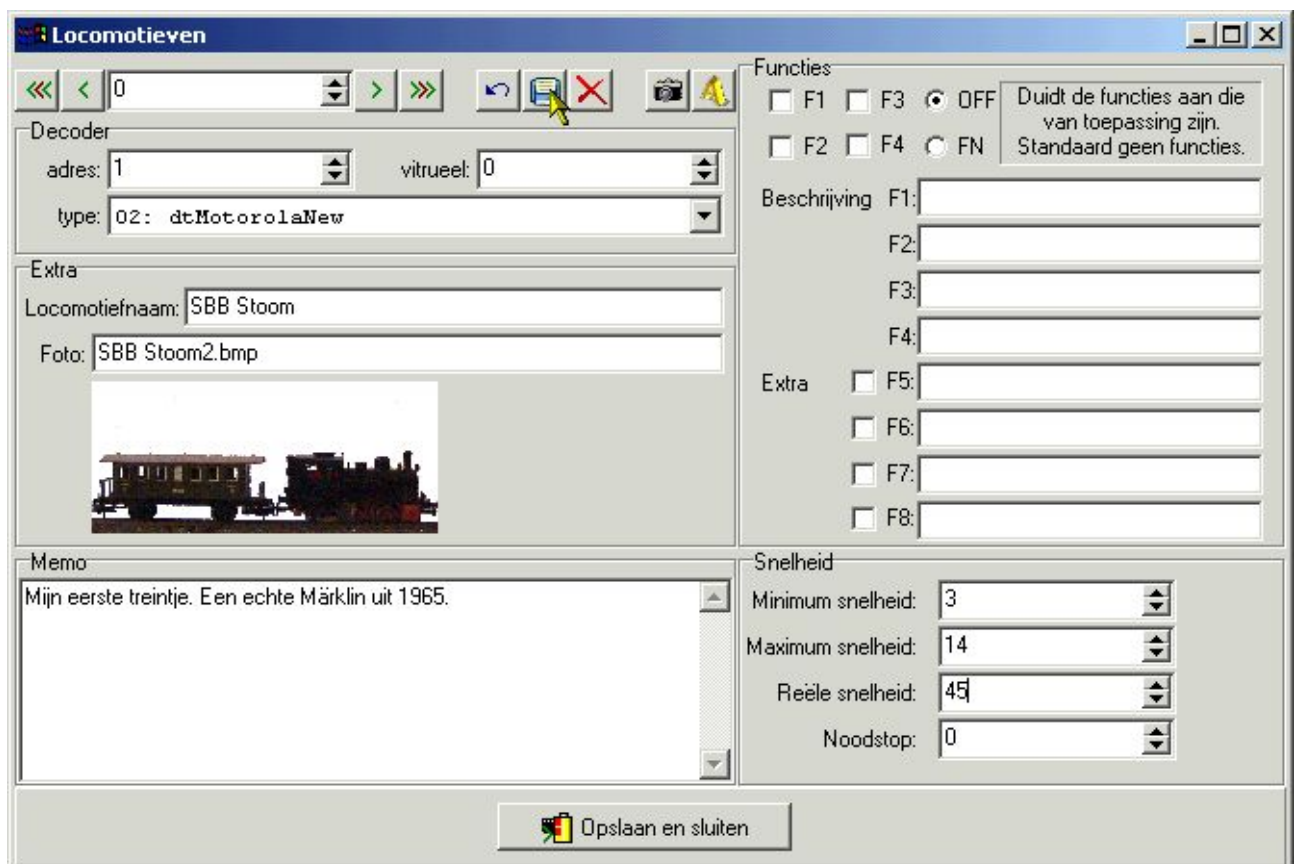 Locomotieven
0
Decoder
adres: 1 vitrueel: 0
type: 02: dtMotorolaNew
Extra
Locomotiefnaam: SBB Stoom
Foto: SBB Stoom2.bmp
Memo
Mijn eerste treintje. Een echte Märklin uit 1965.
Functies
F1 F3 OFF
F2 F4 FN
Duidt de functies aan die
van toepassing zijn.
Standaard geen functies.
Beschrijving F1:
F2:
F3:
F4:
Extra F5:
F6:
F7:
F8:
Snelheid
Minimum snelheid: 3
Maximum snelheid: 14
Reële snelheid: 45
Noodstop: 0
Opslaan en sluiten